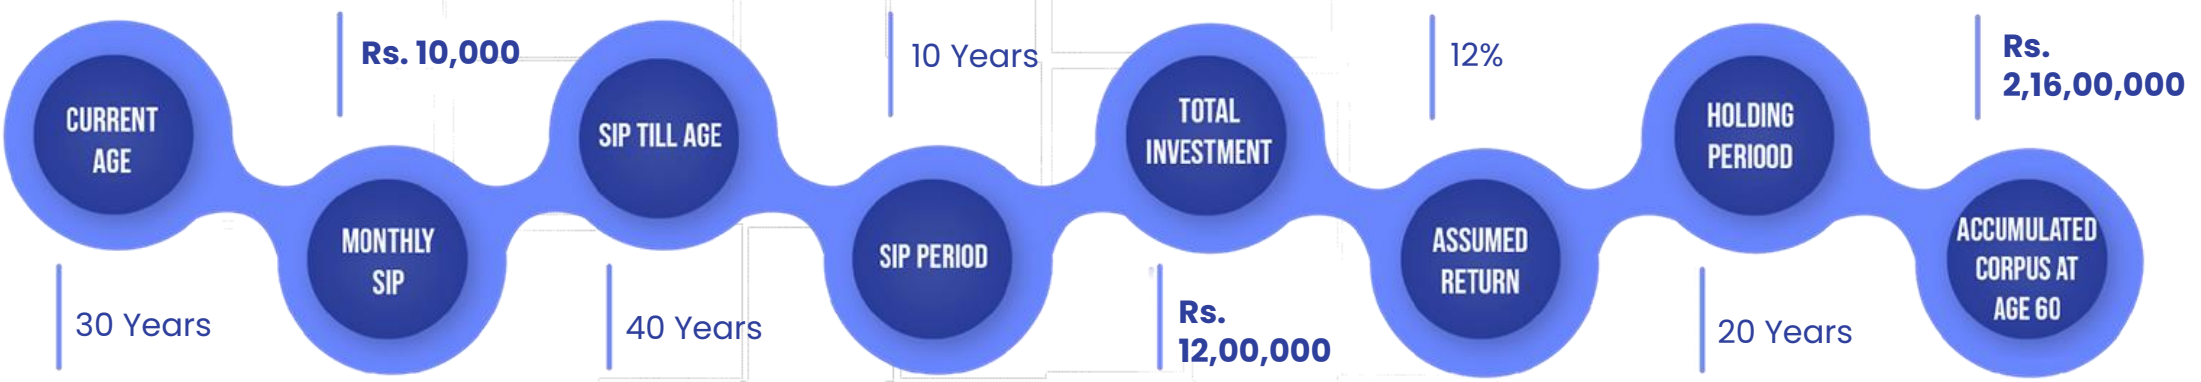 CURRENT
AGE
30 Years
Rs. 10,000
MONTHLY
SIP
SIP TILL AGE
40 Years
10 Years
SIP PERIOD
TOTAL
INVESTMENT
Rs.
12,00,000
12%
ASSUMED
RETURN
HOLDING
PERIOOD
20 Years
Rs.
2,16,00,000
ACCUMULATED
CORPUS AT
AGE 60